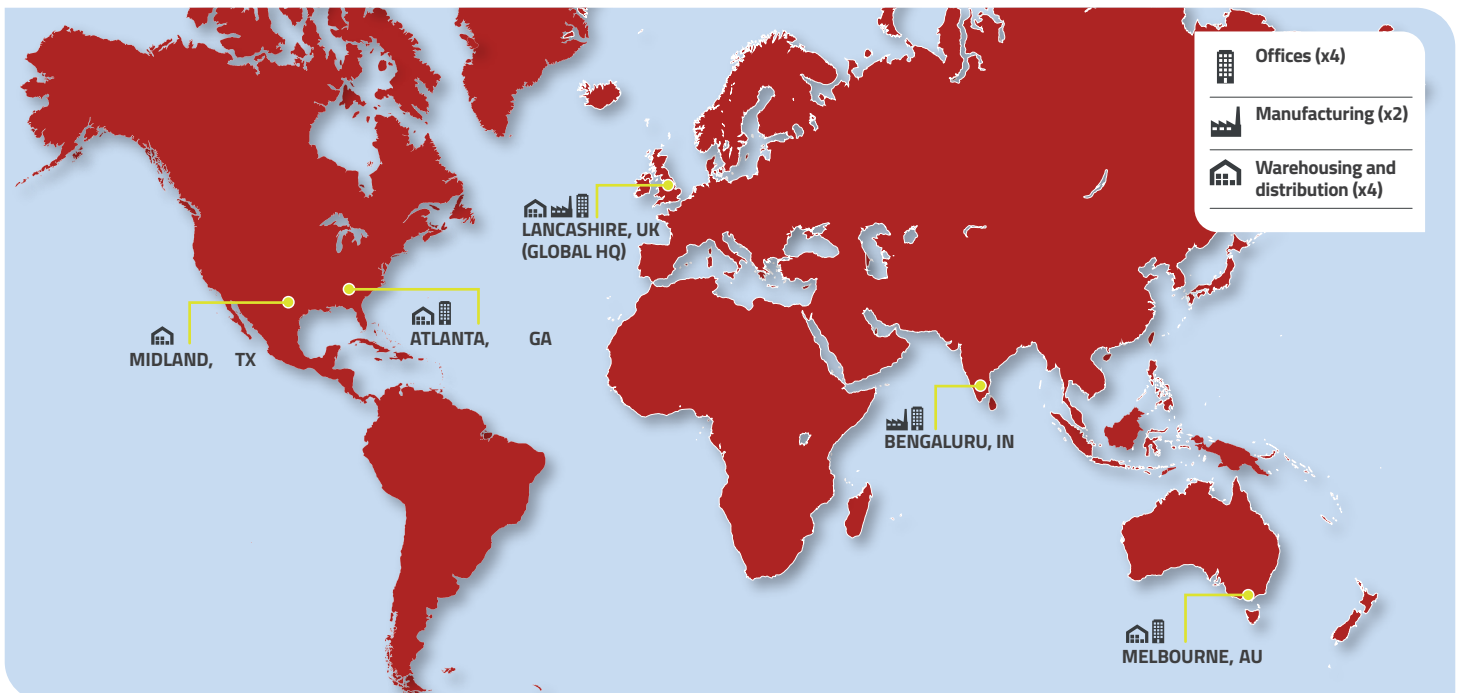 Offices (x4)
Manufacturing (x2)
Warehousing and
distribution (x4)
LANCASHIRE, UK
(GLOBAL HQ)
ATLANTA, GA
MIDLAND, TX
BENGALURU, IN
MELBOURNE, AU